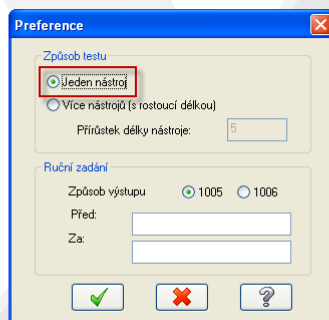 Preference
Způsob testu
Jeden nástroj
Více nástrojů (s rostoucí délkou)
Přírůstek délky nástroje: 5
Ruční zadání
Způsob výstupu 1005 1006
Před:
Za: